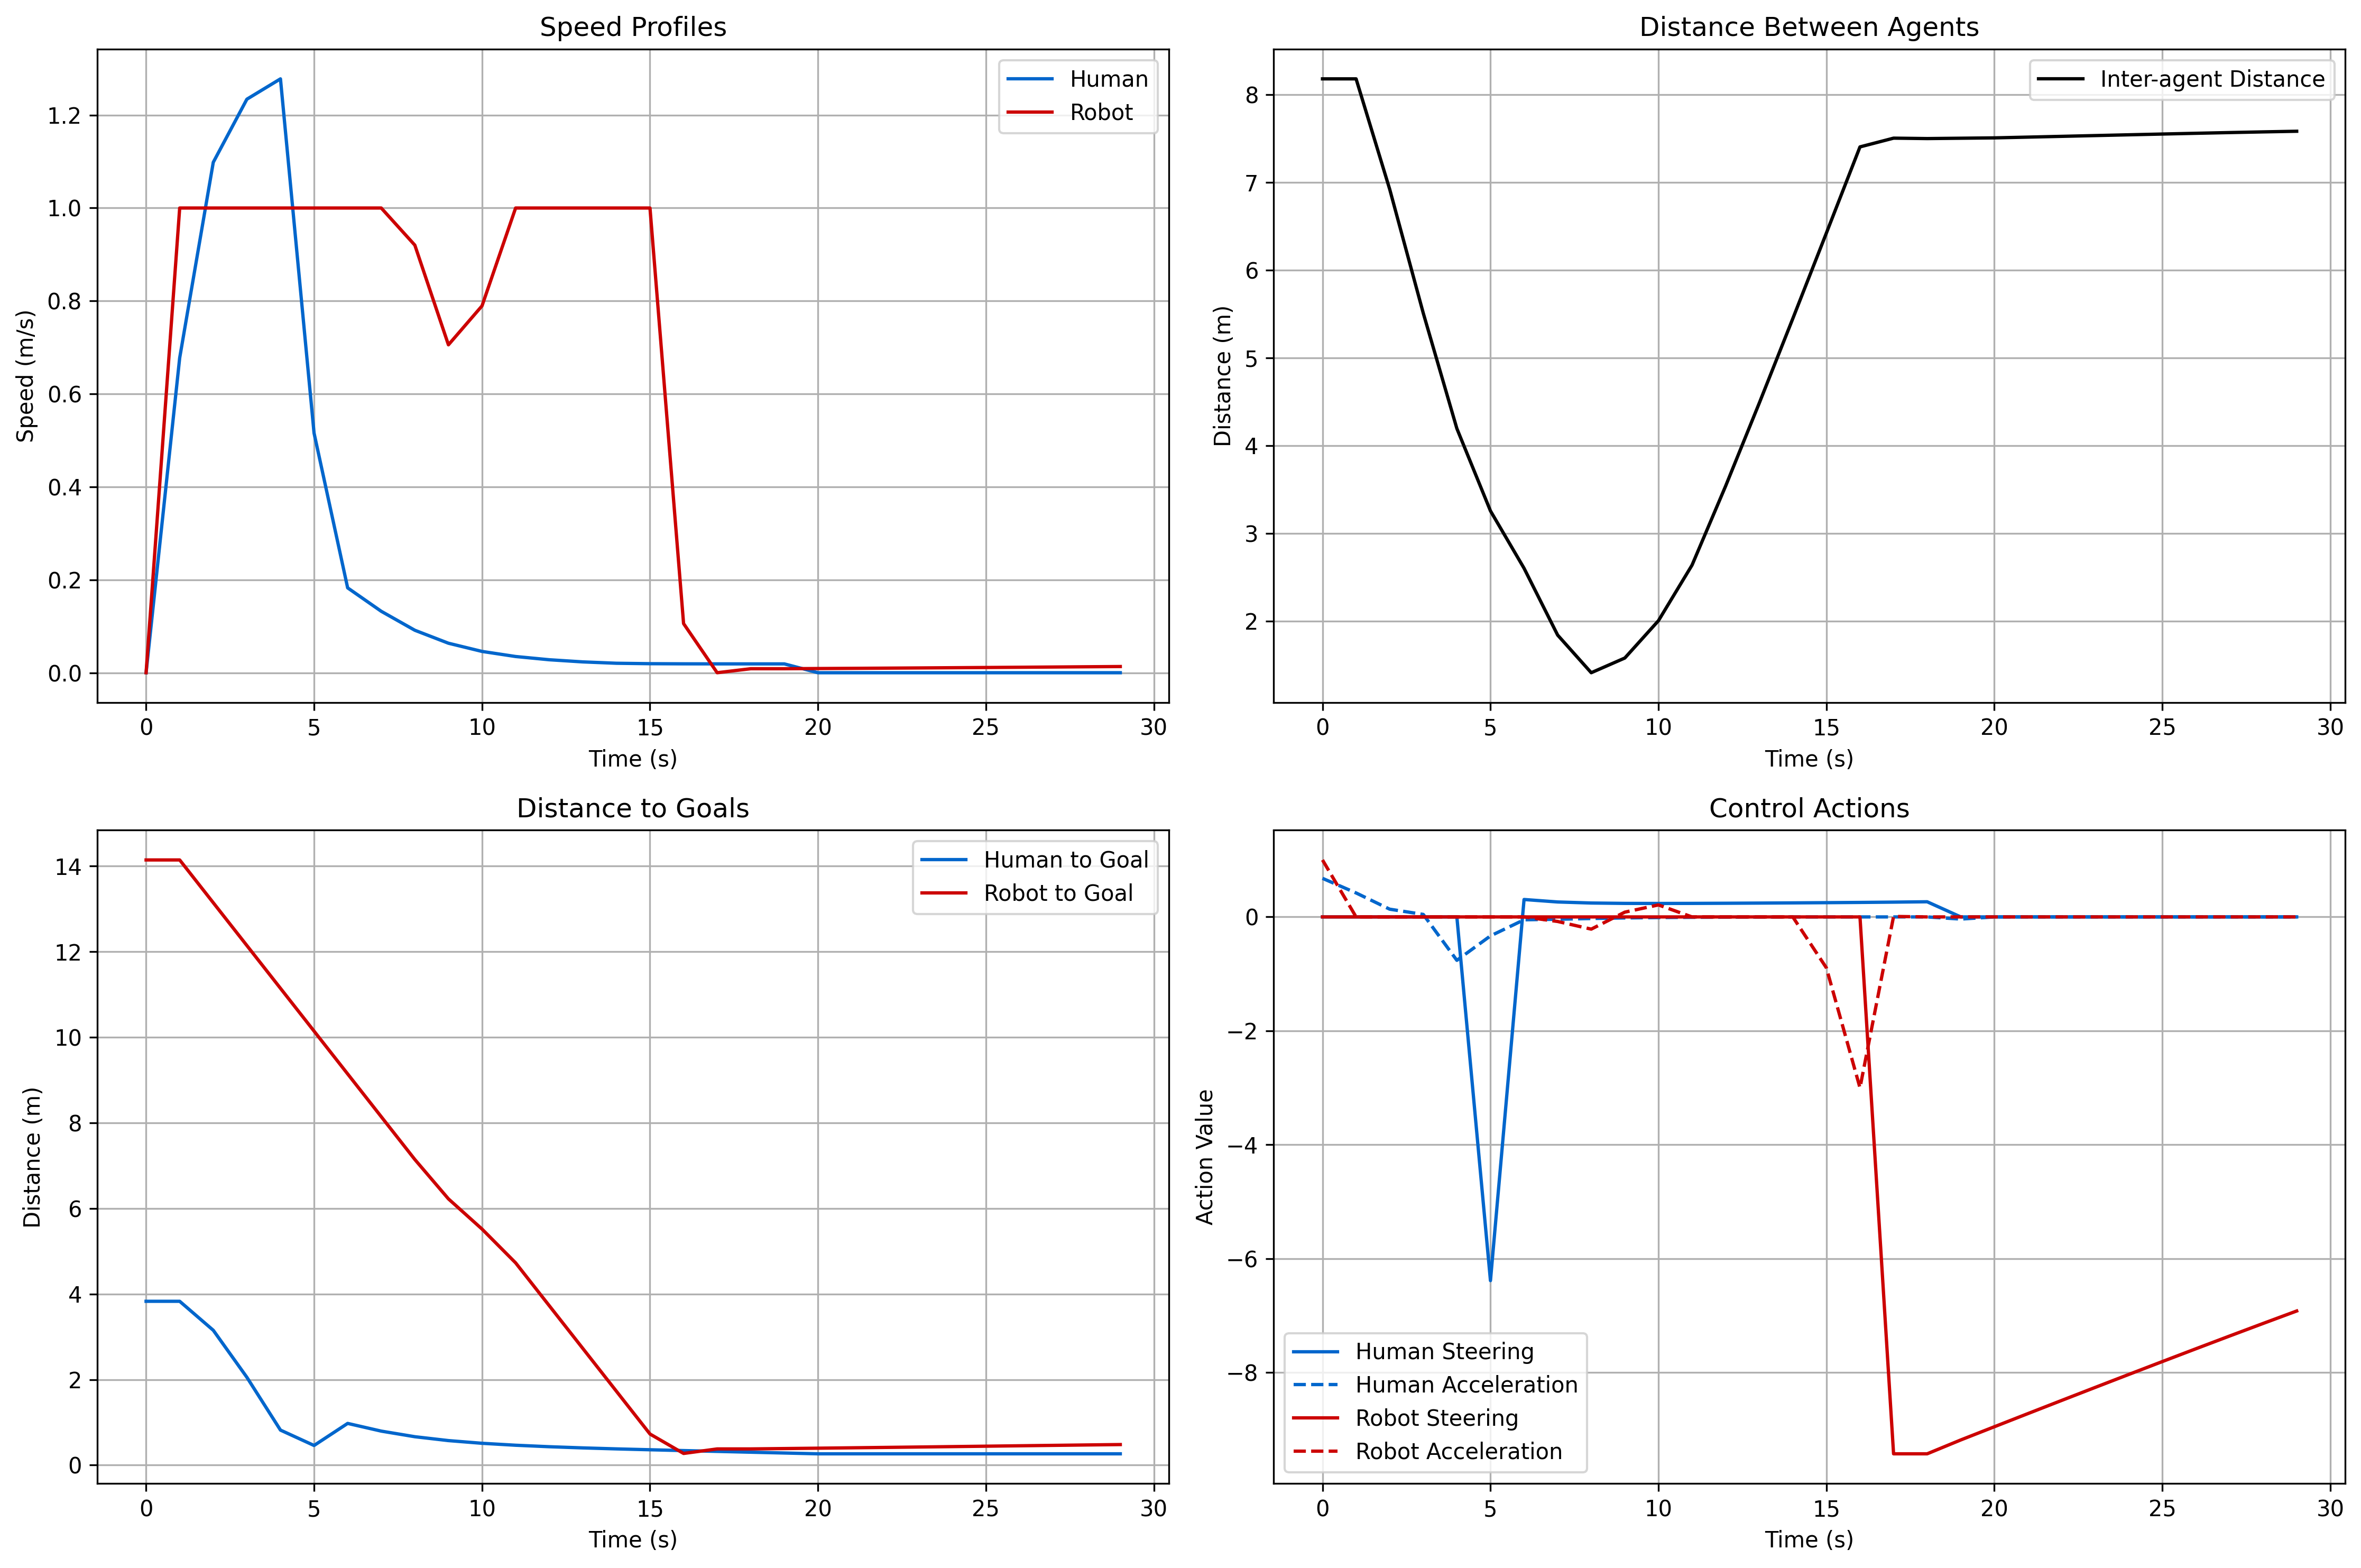 Speed Profiles
Speed (m/s)
1.2
1.0
0.8
0.6
0.4
0.2
0.0
Human
Robot
0 5 10 15 20 25 30
Time (s)
Distance Between Agents
Distance (m)
8
7
6
5
4
3
2
Inter-agent Distance
0 5 10 15 20 25 30
Time (s)
Distance to Goals
Distance (m)
14
12
10
8
6
4
2
0
Human to Goal
Robot to Goal
0 5 10 15 20 25 30
Time (s)
Control Actions
Action Value
0
−2
−4
−6
−8
Human Steering
Human Acceleration
Robot Steering
Robot Acceleration
0 5 10 15 20 25 30
Time (s)